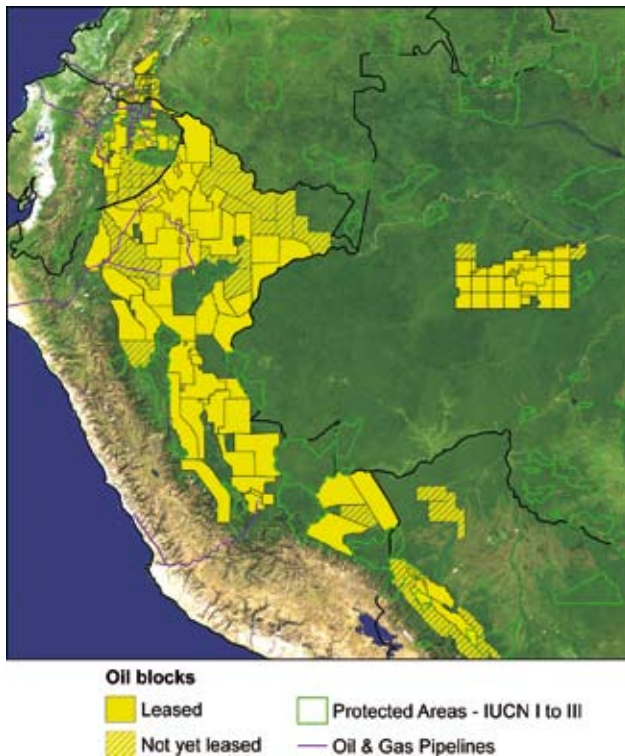 Oil blocks
Leased
Not yet leased
Protected Areas - IUCN I to III
Oil & Gas Pipelines